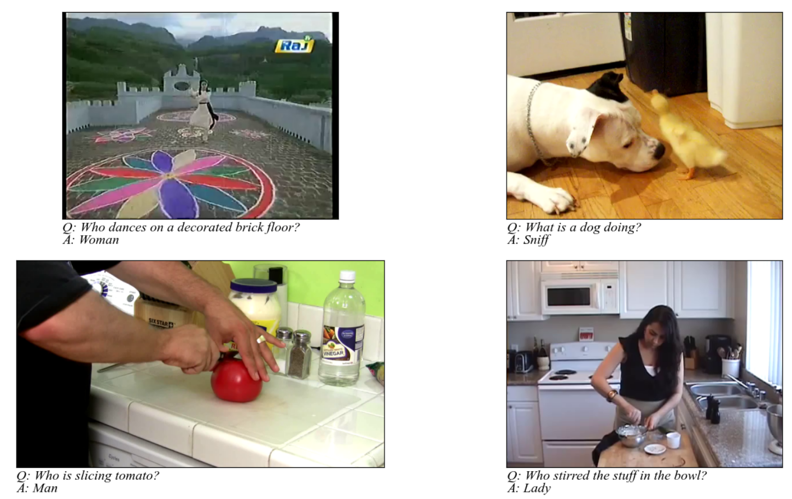 Raj
Q: Who dances on a decorated brick floor?
A: Woman
Q: What is a dog doing?
A: Sniff
VINEGAR
Q: Who is slicing tomato?
A: Man
Q: Who stirred the stuff in the bowl?
A: Lady